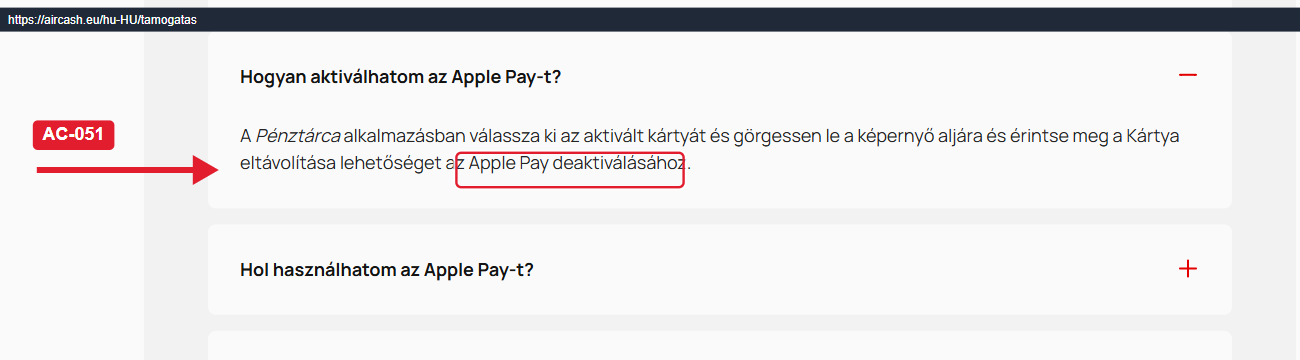 https://aircash.eu/hu-HU/tamogatas
Hogyan aktiválhatom az Apple Pay-t?
AC-051
A Pénztárca alkalmazásban válassza ki az aktivált kártyát és görgessen le a képernyő aljára és érintse meg a Kártya
eltávolítása lehetőséget az Apple Pay deaktiválásához.
Hol használhatom az Apple Pay-t?